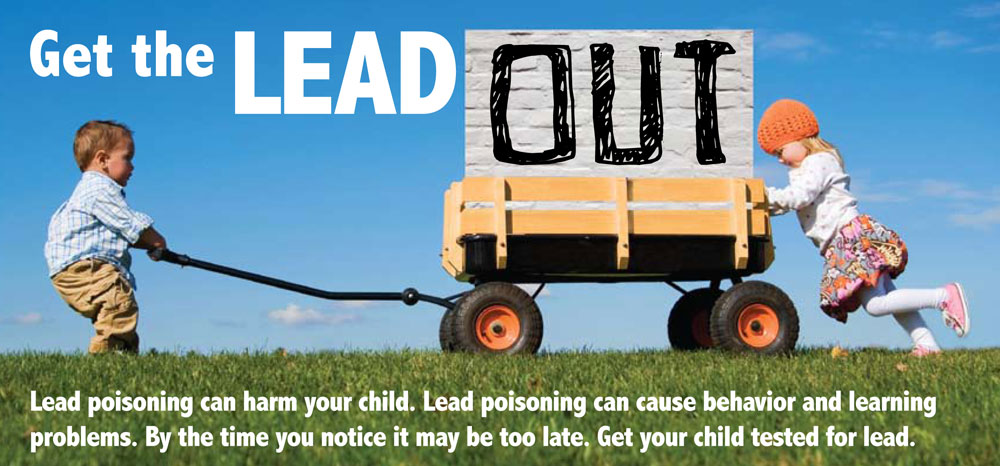 Get the LEAD OUT
Lead poisoning can harm your child. Lead poisoning can cause behavior and learning
problems. By the time you notice it may be too late. Get your child tested for lead.